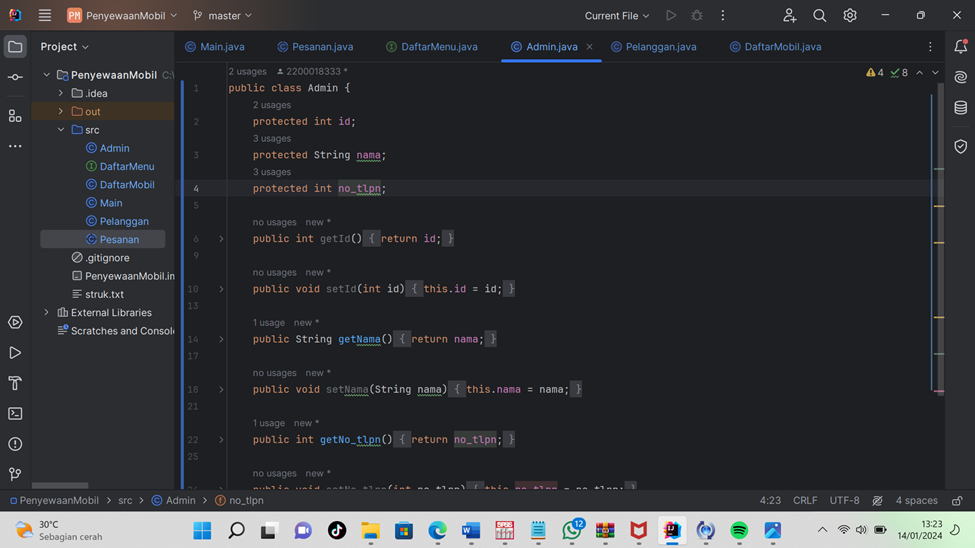 PM PenyewaanMobil master Current File
Project
Main.java Pesanan.java DaftarMenu.java Admin.java Pelanggan.java DaftarMobil.java
PenyewaanMobil C:\
.idea
out
src
Admin
DaftarMenu
DaftarMobil
Main
Pelanggan
Pesanan
.gitignore
PenyewaanMobil.im
struk.txt
External Libraries
Scratches and Console
2 usages 2200018333 *
4 8
1 public class Admin {
2 usages
2 protected int id;
3 usages
3 protected String nama;
3 usages
4 protected int no_tlpn;
5
no usages new *
6 public int getId() { return id; }
9
no usages new *
10 public void setId(int id) { this.id = id; }
13
1 usage new *
14 public String getNama() { return nama; }
17
no usages new *
18 public void setNama(String nama) { this.nama = nama; }
21
1 usage new *
22 public int getNo_tlpn() { return no_tlpn; }
25
no usages new *
26 public void setNo_tlpn(int no_tlpn) { this.no_tlpn = no_tlpn; }
PenyewaanMobil > src > Admin > no_tlpn
4:23 CRLF UTF-8 4 spaces
30°C
Sebagian cerah
12
13:23
14/01/2024